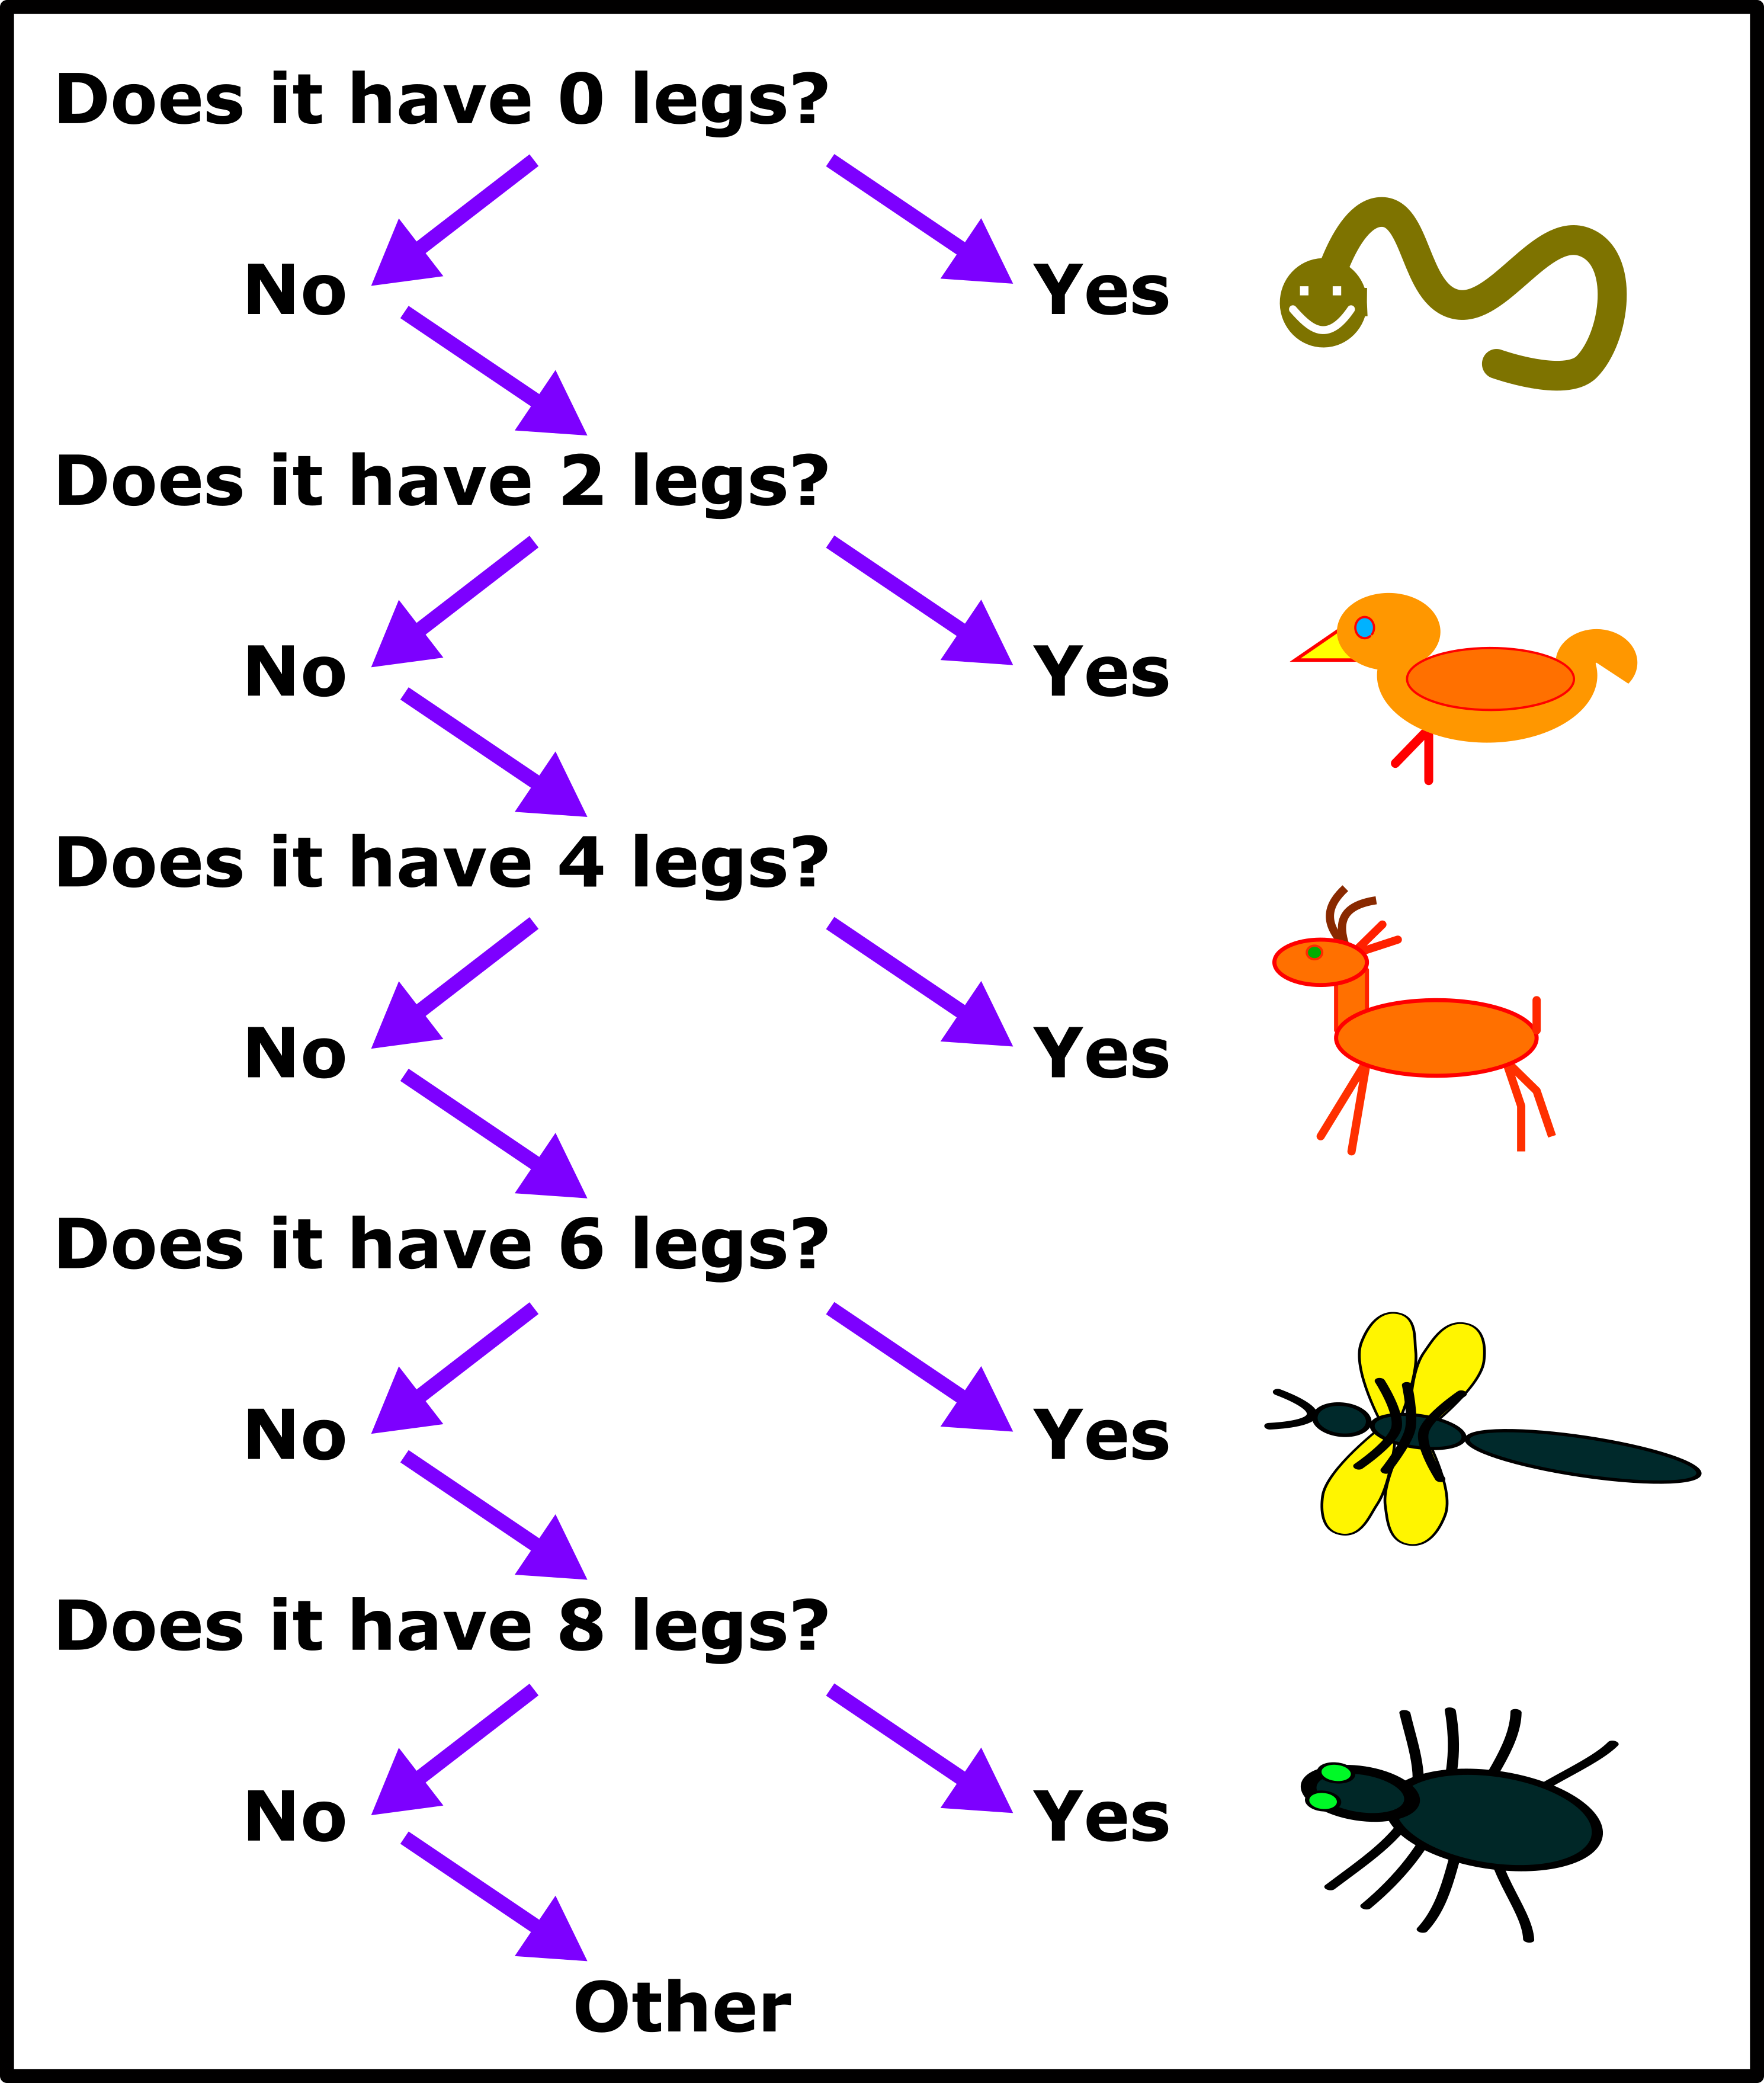 Does it have 0 legs?
No Yes
Does it have 2 legs?
No Yes
Does it have 4 legs?
No Yes
Does it have 6 legs?
No Yes
Does it have 8 legs?
No Yes
Other